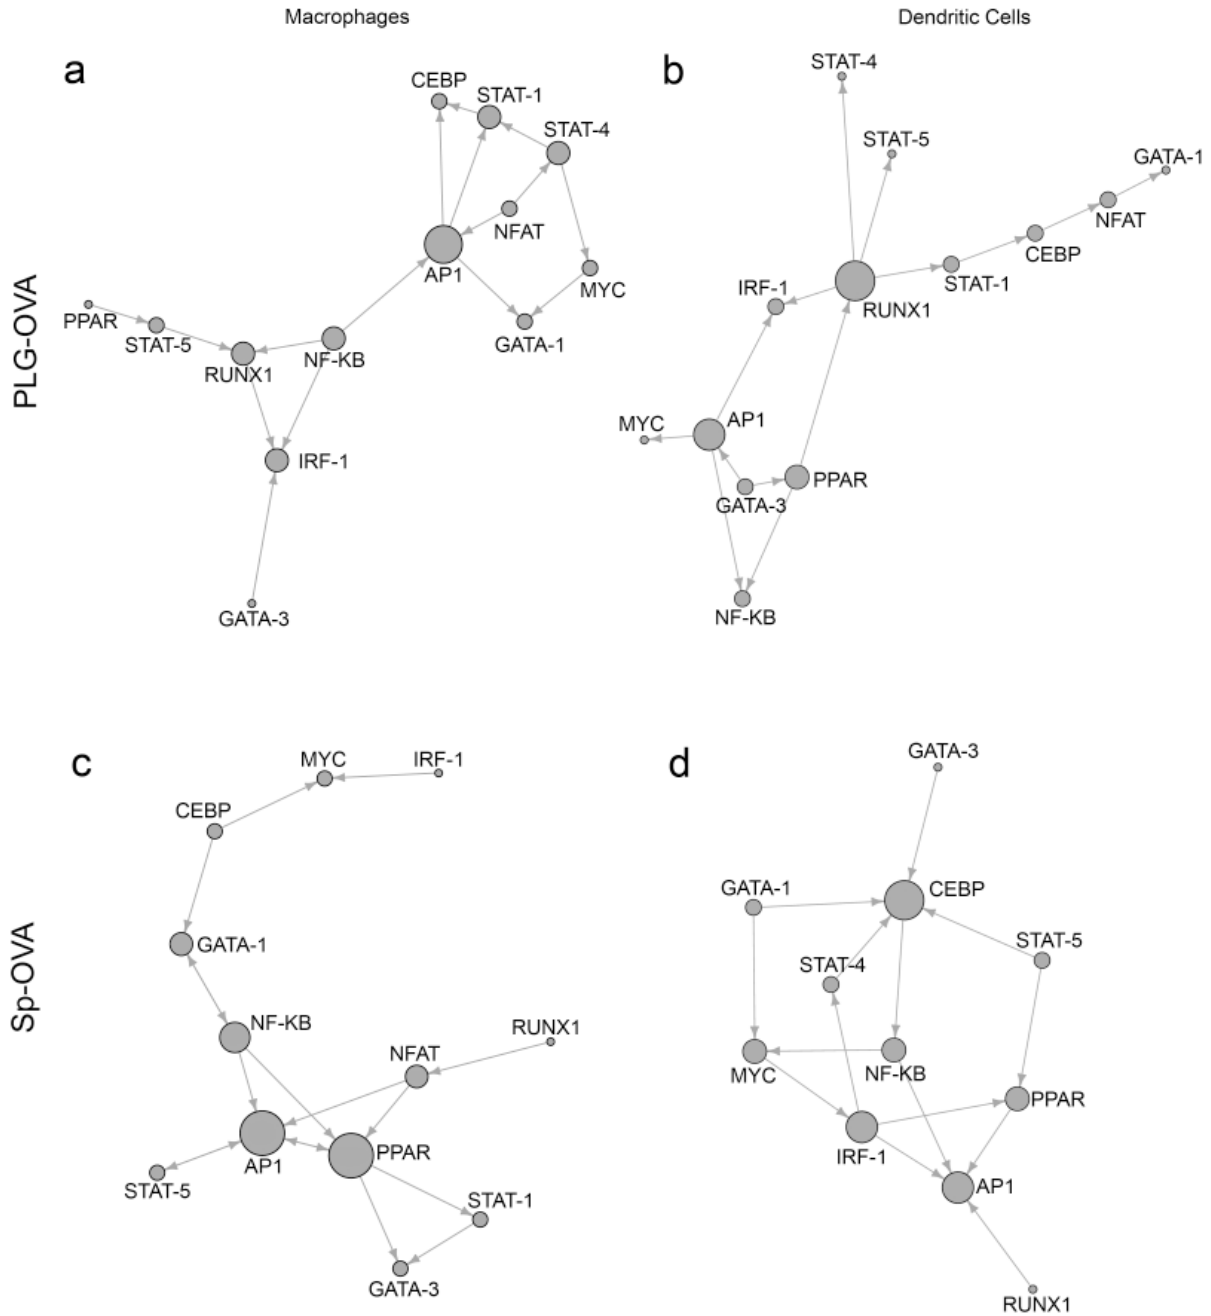 Macrophages
Dendritic Cells
PLG-OVA
a
CEBP
STAT-1
STAT-4
NFAT
AP1
MYC
GATA-1
PPAR
STAT-5
RUNX1
NF-KB
IRF-1
GATA-3
b
STAT-4
STAT-5
GATA-1
NFAT
CEBP
STAT-1
IRF-1
RUNX1
MYC
AP1
GATA-3
PPAR
NF-KB
Sp-OVA
c
MYC
IRF-1
CEBP
GATA-1
NF-KB
RUNX1
NFAT
AP1
PPAR
STAT-5
STAT-1
GATA-3
d
GATA-3
CEBP
GATA-1
STAT-5
STAT-4
MYC
NF-KB
PPAR
IRF-1
AP1
RUNX1